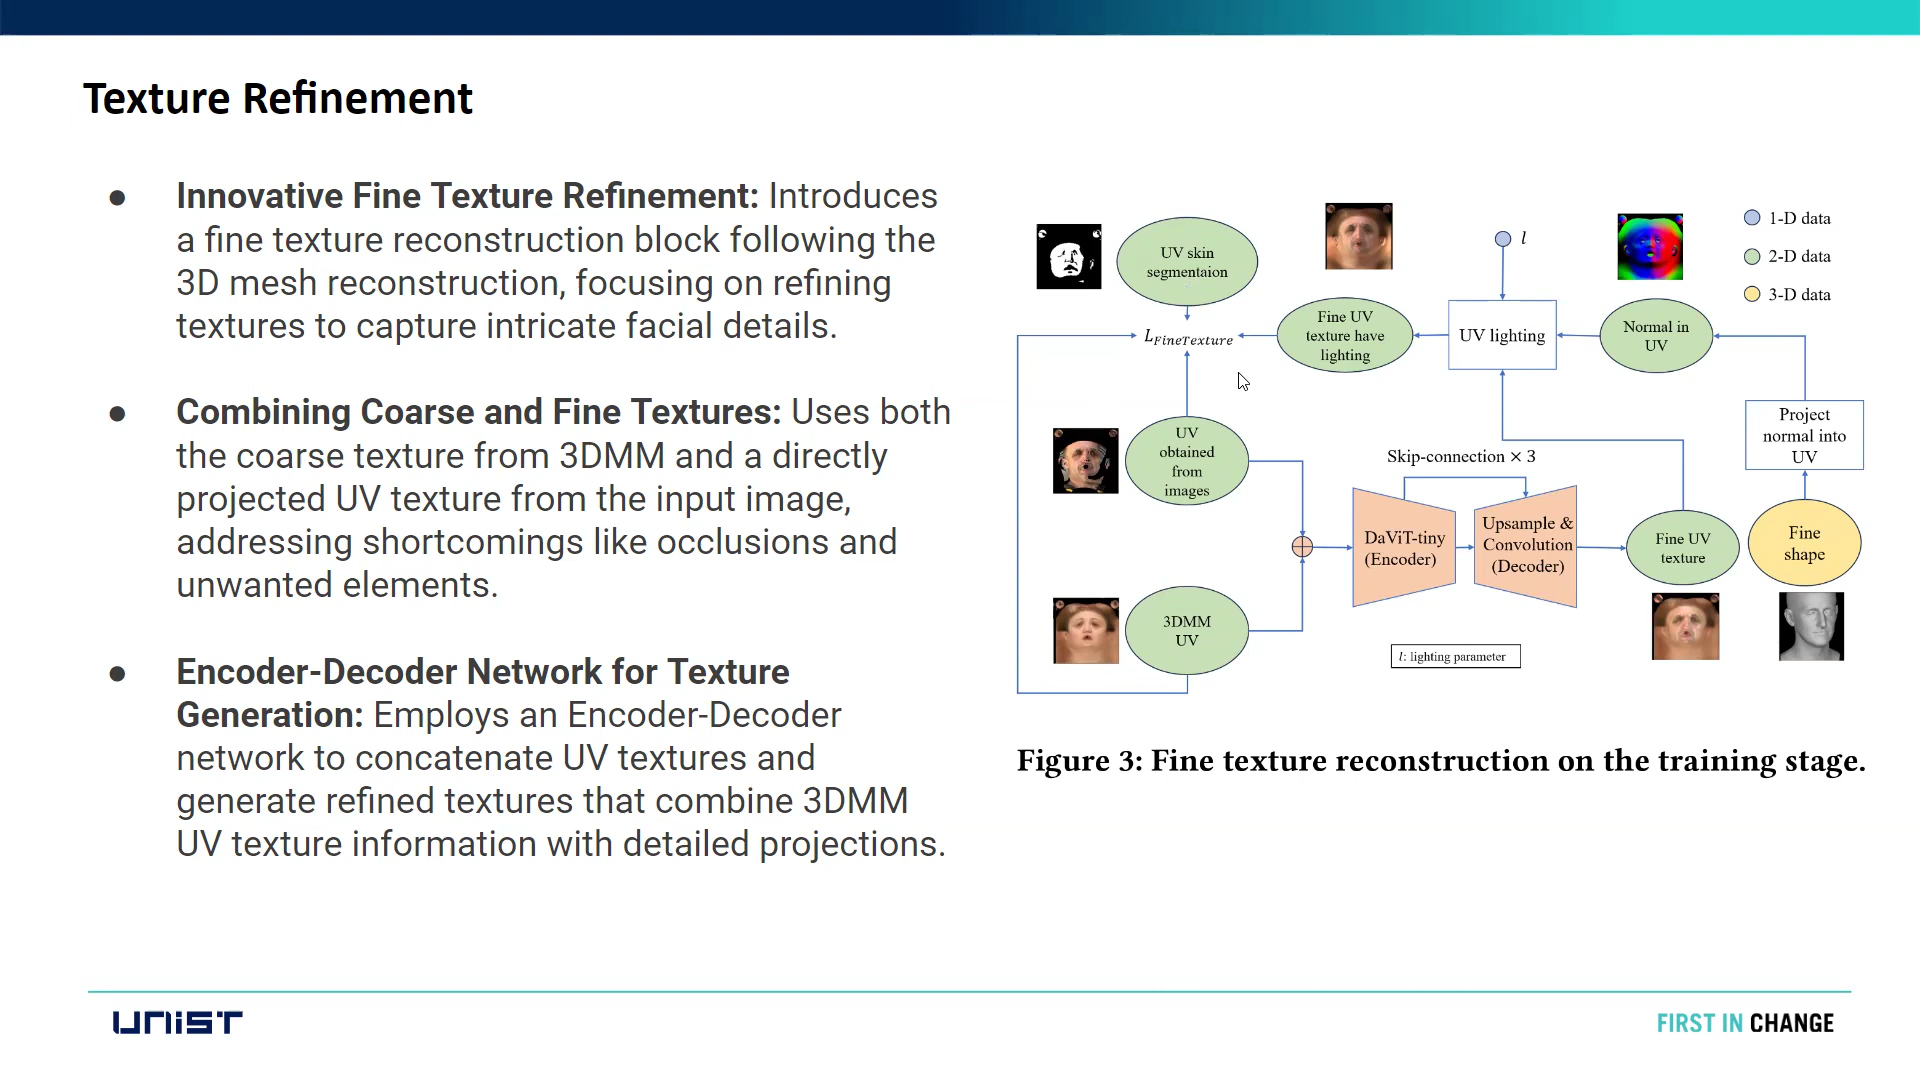 Texture Refinement
● Innovative Fine Texture Refinement: Introduces
a fine texture reconstruction block following the
3D mesh reconstruction, focusing on refining
textures to capture intricate facial details.
● Combining Coarse and Fine Textures: Uses both
the coarse texture from 3DMM and a directly
projected UV texture from the input image,
addressing shortcomings like occlusions and
unwanted elements.
● Encoder-Decoder Network for Texture
Generation: Employs an Encoder-Decoder
network to concatenate UV textures and
generate refined textures that combine 3DMM
UV texture information with detailed projections.
UV skin
segmentaion
l
1-D data
2-D data
3-D data
L_FineTexture
Fine UV
texture have
lighting
UV lighting
Normal in
UV
Project
normal into
UV
UV
obtained
from
images
Skip-connection × 3
DaViT-tiny
(Encoder)
Upsample &
Convolution
(Decoder)
Fine UV
texture
Fine
shape
3DMM
UV
l: lighting parameter
Figure 3: Fine texture reconstruction on the training stage.
UNIST
FIRST IN CHANGE